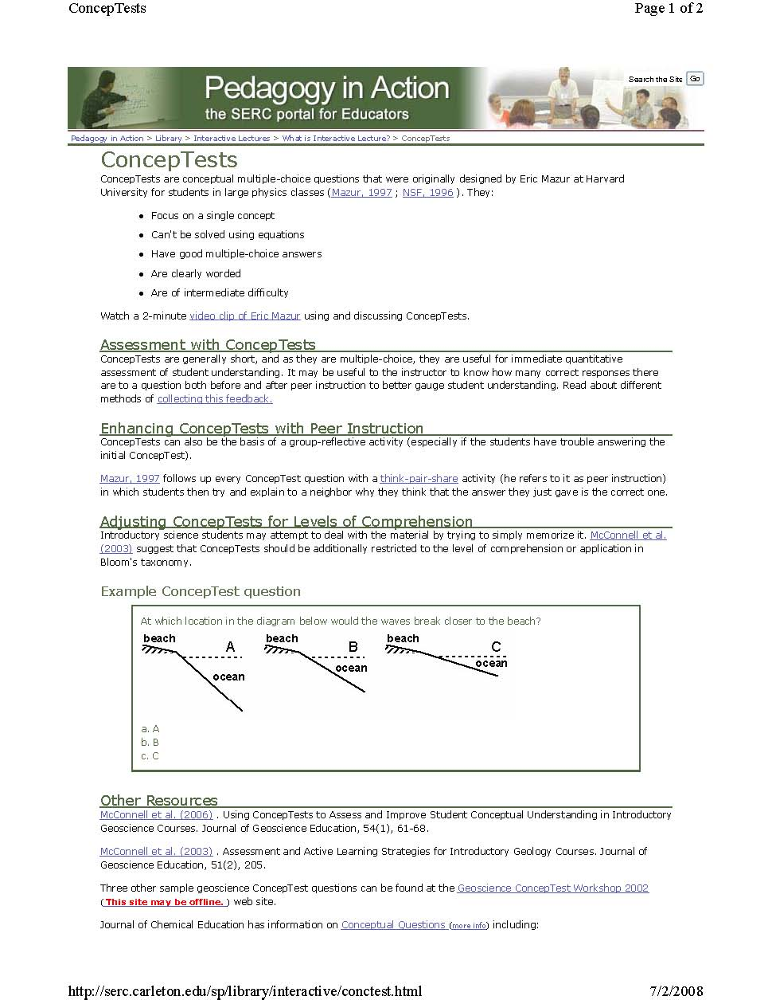 ConcepTests Page 1 of 2
Pedagogy in Action
the SERC portal for Educators
Search the Site Go
Pedagogy in Action > Library > Interactive Lectures > What is Interactive Lecture? > ConcepTests
ConcepTests
ConcepTests are conceptual multiple-choice questions that were originally designed by Eric Mazur at Harvard
University for students in large physics classes (Mazur, 1997 ; NSF, 1996 ). They:
• Focus on a single concept
• Can't be solved using equations
• Have good multiple-choice answers
• Are clearly worded
• Are of intermediate difficulty
Watch a 2-minute video clip of Eric Mazur using and discussing ConcepTests.
Assessment with ConcepTests
ConcepTests are generally short, and as they are multiple-choice, they are useful for immediate quantitative
assessment of student understanding. It may be useful to the instructor to know how many correct responses there
are to a question both before and after peer instruction to better gauge student understanding. Read about different
methods of collecting this feedback.
Enhancing ConcepTests with Peer Instruction
ConcepTests can also be the basis of a group-reflective activity (especially if the students have trouble answering the
initial ConcepTest).
Mazur, 1997 follows up every ConcepTest question with a think-pair-share activity (he refers to it as peer instruction)
in which students then try and explain to a neighbor why they think that the answer they just gave is the correct one.
Adjusting ConcepTests for Levels of Comprehension
Introductory science students may attempt to deal with the material by trying to simply memorize it. McConnell et al.
(2003) suggest that ConcepTests should be additionally restricted to the level of comprehension or application in
Bloom's taxonomy.
Example ConcepTest question
At which location in the diagram below would the waves break closer to the beach?
beach A beach B beach C
ocean ocean ocean
a. A
b. B
c. C
Other Resources
McConnell et al. (2006) . Using ConcepTests to Assess and Improve Student Conceptual Understanding in Introductory
Geoscience Courses. Journal of Geoscience Education, 54(1), 61-68.
McConnell et al. (2003) . Assessment and Active Learning Strategies for Introductory Geology Courses. Journal of
Geoscience Education, 51(2), 205.
Three other sample geoscience ConcepTest questions can be found at the Geoscience ConcepTest Workshop 2002
( This site may be offline. ) web site.
Journal of Chemical Education has information on Conceptual Questions (more info) including:
http://serc.carleton.edu/sp/library/interactive/conctest.html 7/2/2008